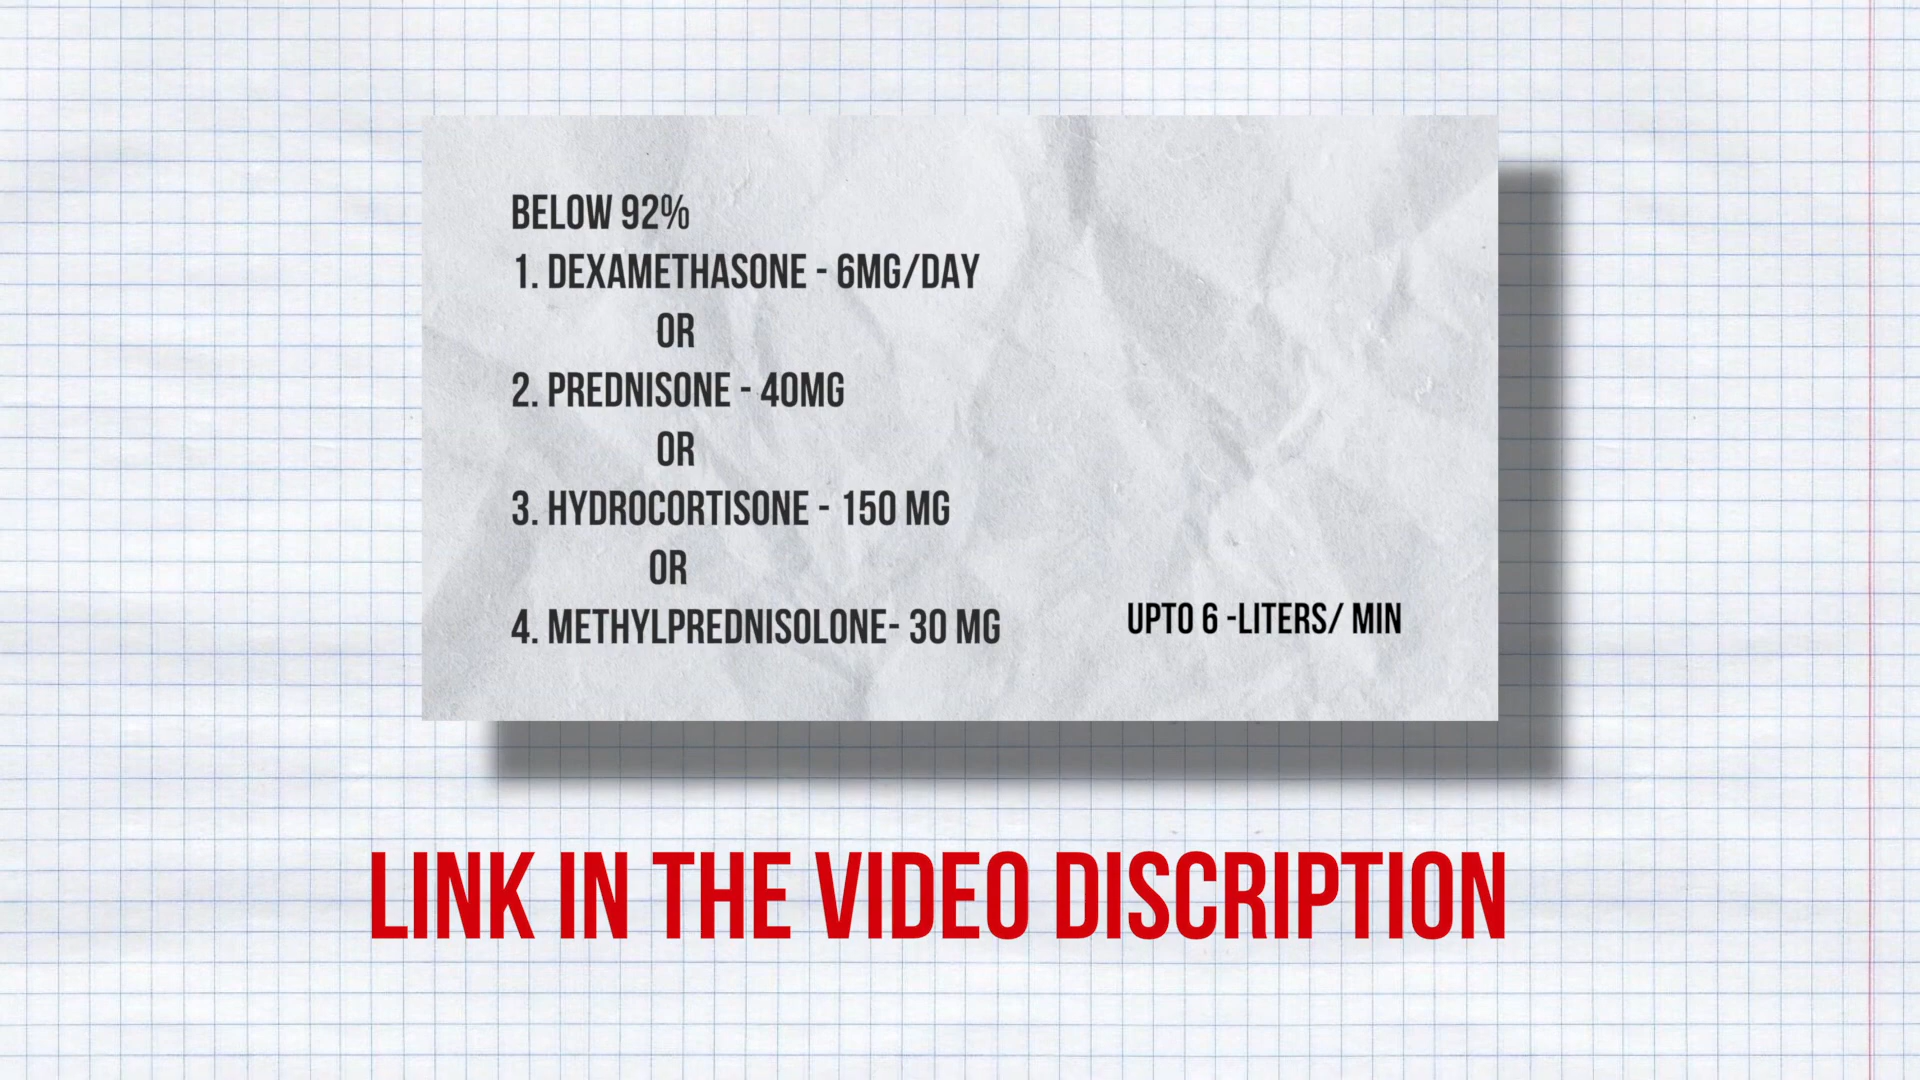 BELOW 92%
1. DEXAMETHASONE - 6MG/DAY
OR
2. PREDNISONE - 40MG
OR
3. HYDROCORTISONE - 150 MG
OR
4. METHYLPREDNISOLONE- 30 MG
UPTO 6 -LITERS/ MIN
LINK IN THE VIDEO DISCRIPTION